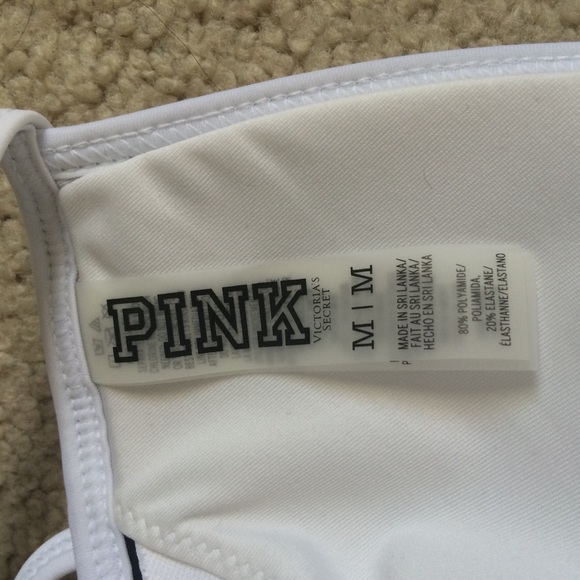 PINK
VICTORIA'S
SECRET
M | M
MADE IN SRI LANKA/
FAIT AU SRI LANKA/
HECHO EN SRI LANKA
80% POLYAMIDE/
POLIAMIDA,
20% ELASTANE/
ÉLASTHANNE/ELASTANO